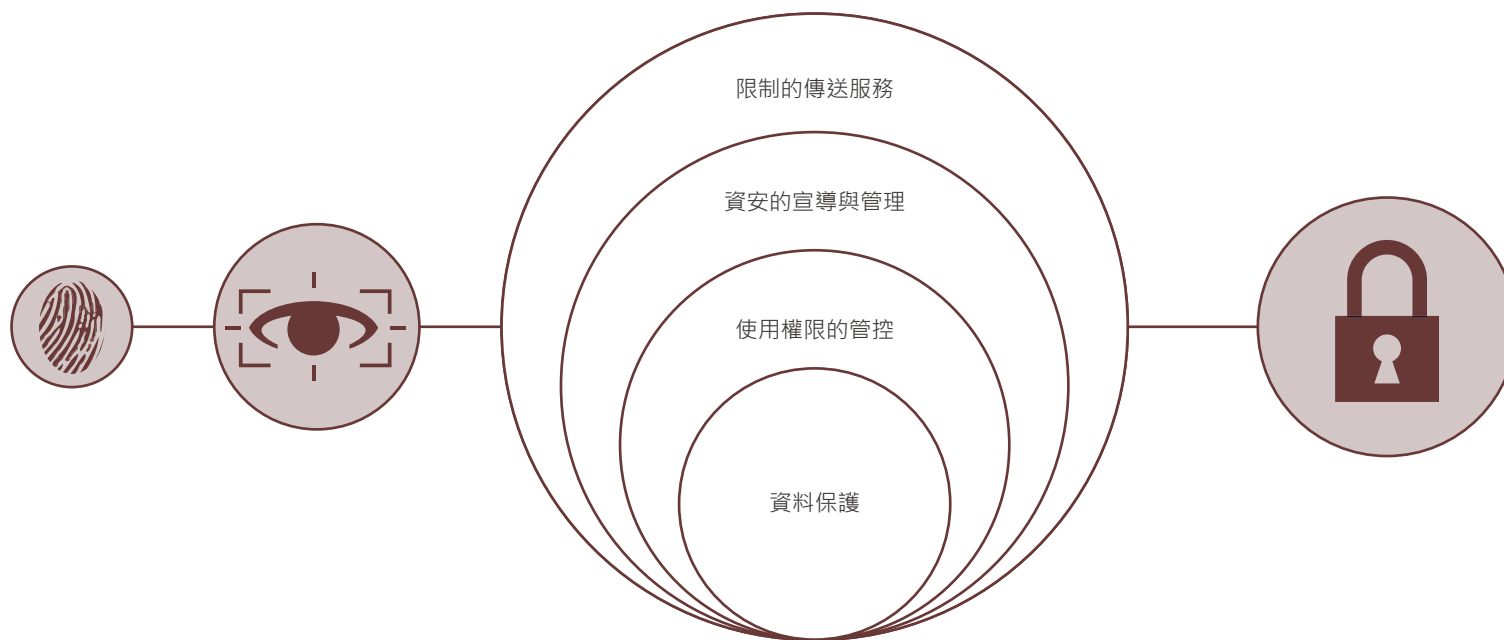 限制的傳送服務
資安的宣導與管理
使用權限的管控
資料保護